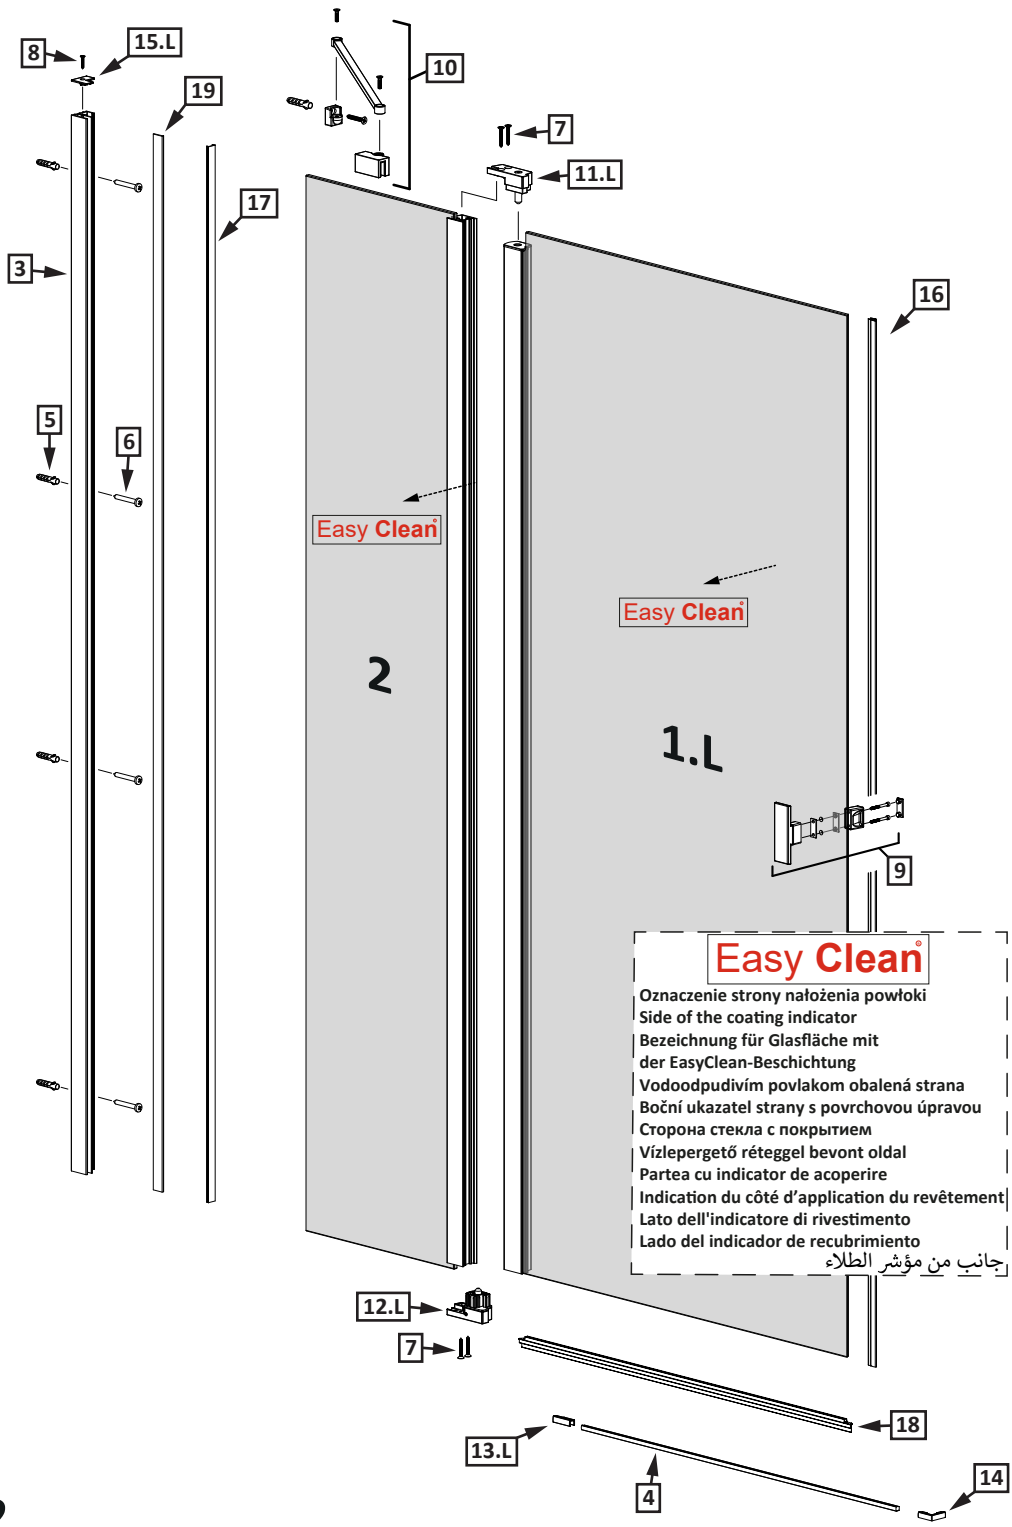 8
15.L
10
19
7
11.L
17
3
16
5
6
Easy Clean
Easy Clean
2
1.L
9
Easy Clean
Oznaczenie strony nałożenia powłoki
Side of the coating indicator
Bezeichnung für Glasfläche mit
der EasyClean-Beschichtung
Vodoodpudivím povlakom obalená strana
Boční ukazatel strany s povrchovou úpravou
Сторона стекла с покрытием
Vízlepergető réteggel bevont oldal
Partea cu indicator de acoperire
Indication du côté d'application du revêtement
Lato dell'indicatore di rivestimento
Lado del indicador de recubrimiento
جانب من مؤشر الطلاء
12.L
7
18
13.L
4
14